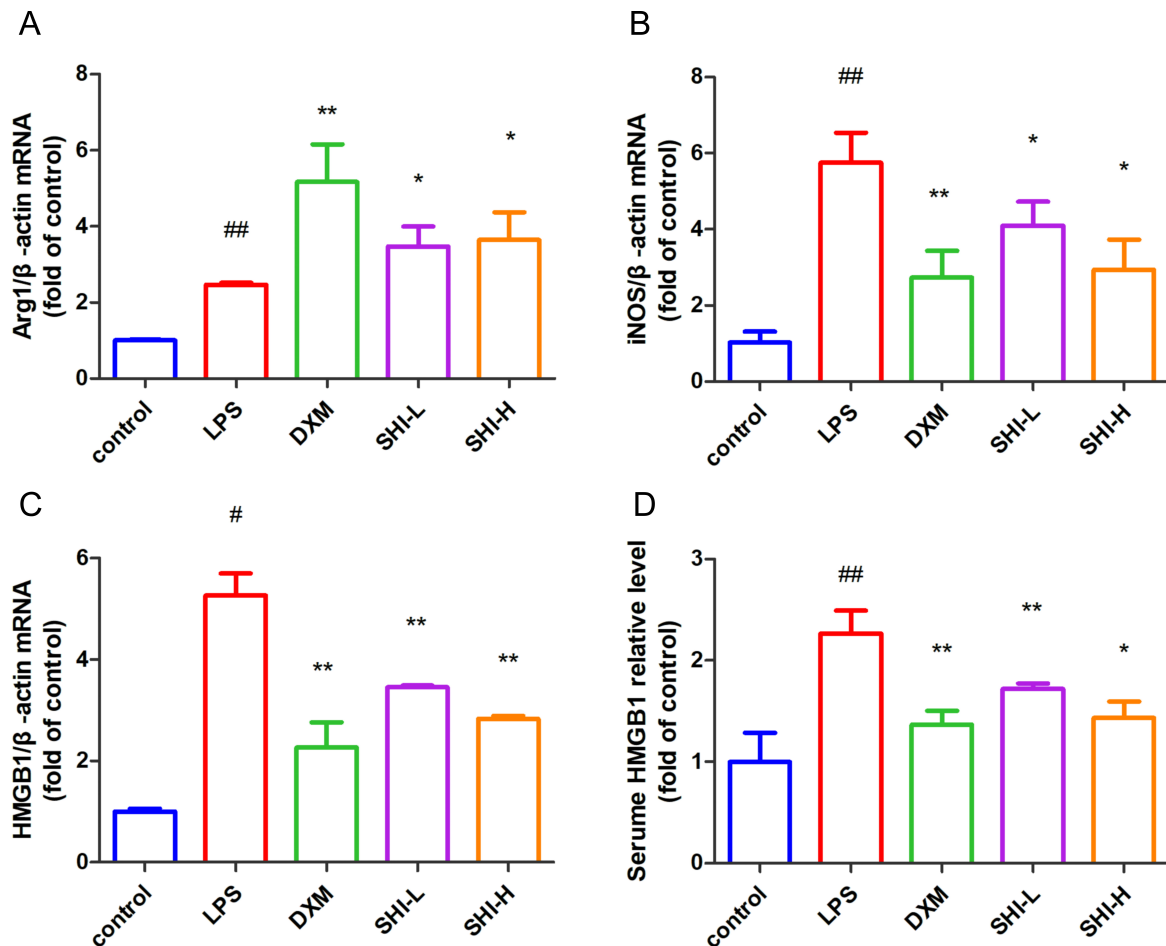 A
Arg1/β -actin mRNA
(fold of control)
8
6
4
2
0
##
**
*
*
control
LPS
DXM
SHI-L
SHI-H
B
iNOS/β -actin mRNA
(fold of control)
8
6
4
2
0
##
**
*
*
control
LPS
DXM
SHI-L
SHI-H
C
HMGB1/β -actin mRNA
(fold of control)
6
4
2
0
#
**
**
**
control
LPS
DXM
SHI-L
SHI-H
D
Serume HMGB1 relative level
(fold of control)
3
2
1
0
##
**
**
*
control
LPS
DXM
SHI-L
SHI-H